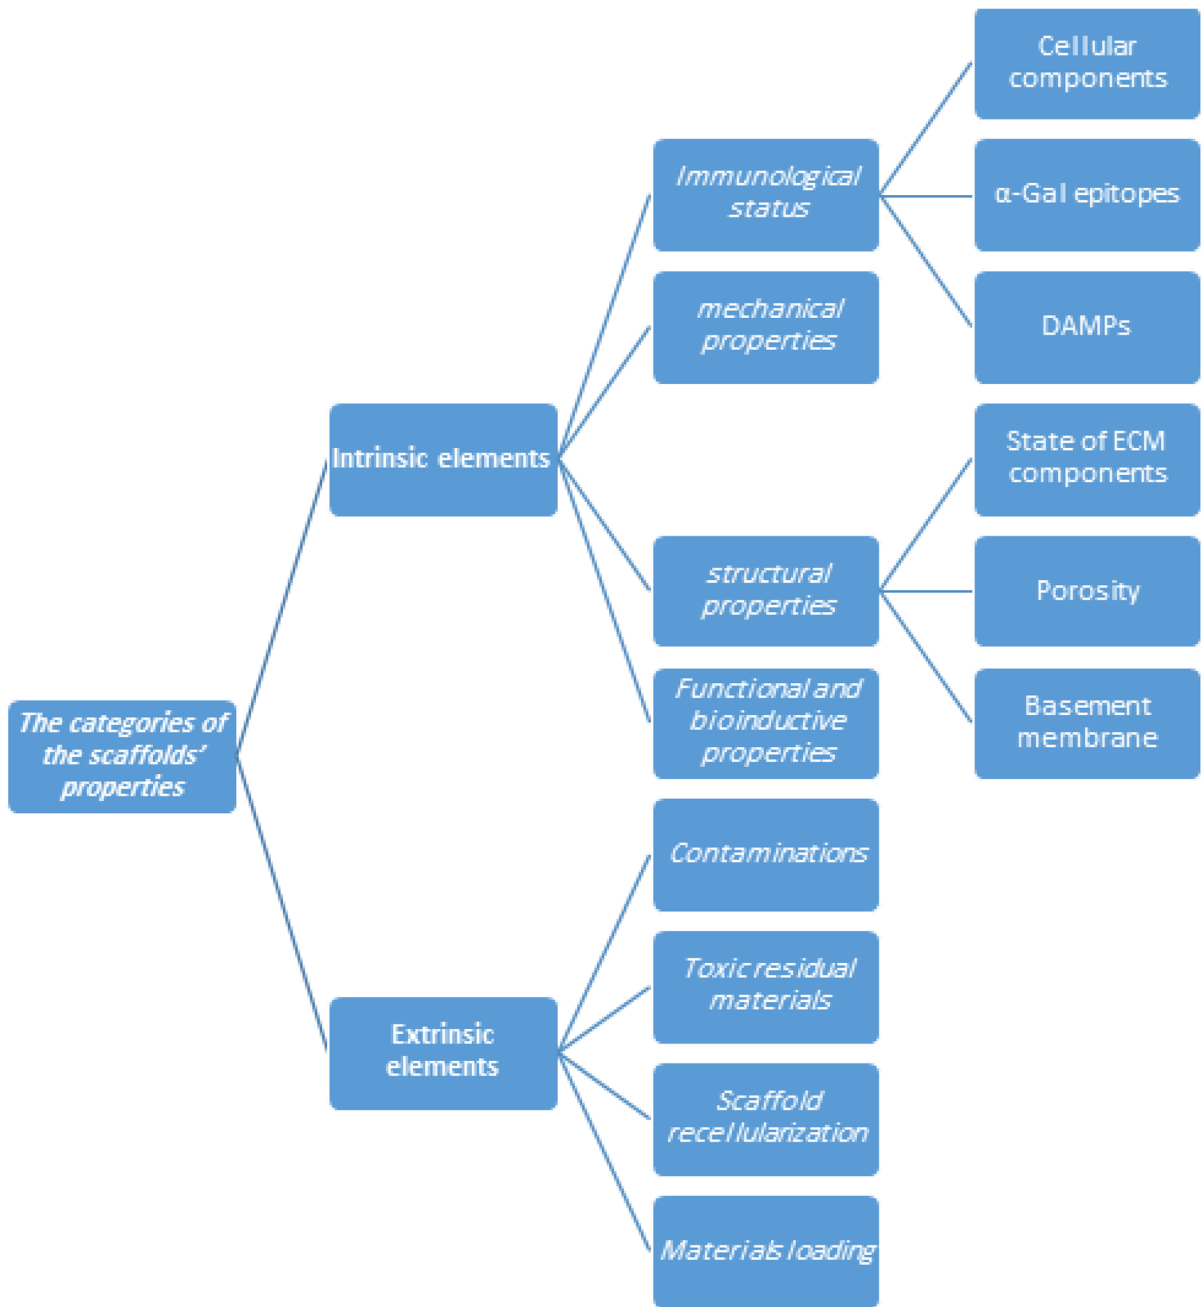 The categories of
the scaffolds’
properties
Intrinsic elements
Immunological
status
Cellular
components
α-Gal epitopes
DAMPs
mechanical
properties
structural
properties
State of ECM
components
Porosity
Basement
membrane
Functional and
bioinductive
properties
Extrinsic
elements
Contaminations
Toxic residual
materials
Scaffold
recellularization
Materials loading